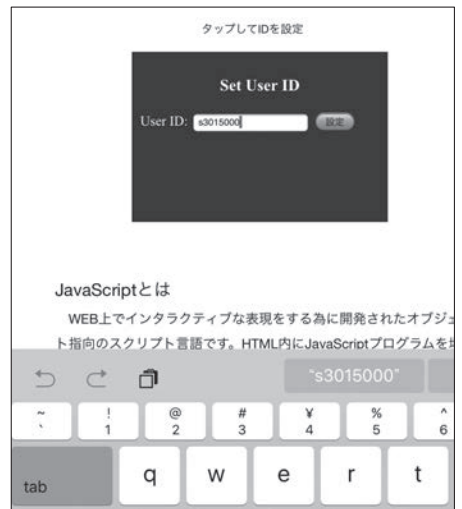 タップしてIDを設定
Set User ID
User ID: s3015000 設定
JavaScriptとは
WEB上でインタラクティブな表現をする為に開発されたオブジェ
ト指向のスクリプト言語です。HTML内にJavaScriptプログラムを
"s3015000"
~ ! @ # ¥ % ^
` 1 2 3 4 5 6
tab q w e r t